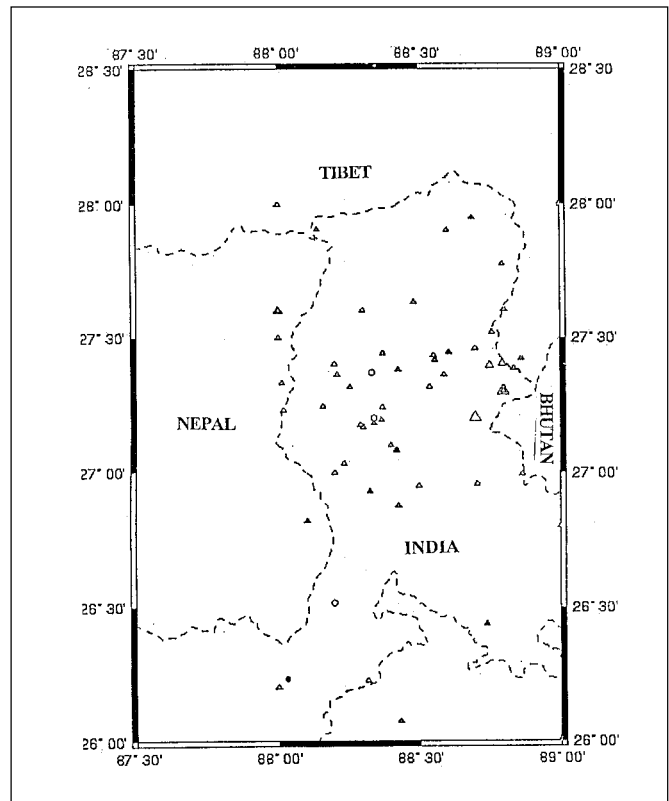 87° 30' 88° 00' 88° 30' 89° 00'
28° 30' 28° 30
TIBET
28° 00' 28° 00'
27° 30' 27° 30'
NEPAL BHUTAN
27° 00' 27° 00'
INDIA
26° 30' 26° 30'
26° 00' 26° 00'
87° 30' 88° 00' 88° 30' 89° 00'